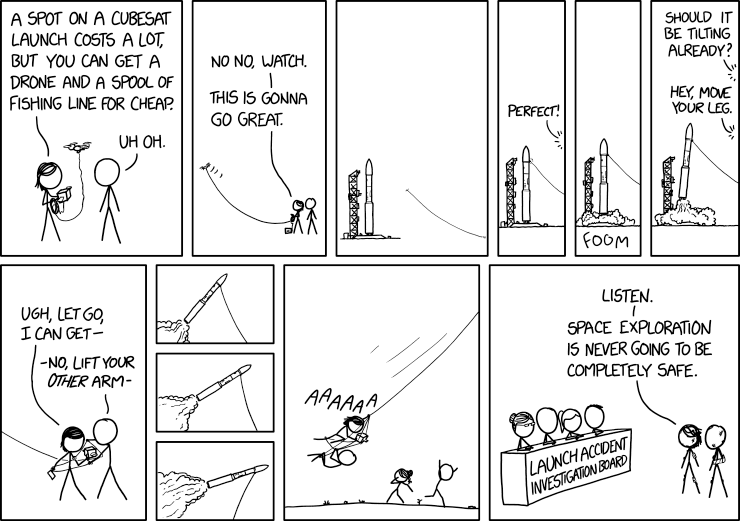 A SPOT ON A CUBESAT
LAUNCH COSTS A LOT,
BUT YOU CAN GET A
DRONE AND A SPOOL OF
FISHING LINE FOR CHEAP.
UH OH.
NO NO, WATCH.
THIS IS GONNA
GO GREAT.
PERFECT!
FOOM
SHOULD IT
BE TILTING
ALREADY?
HEY, MOVE
YOUR LEG.
UGH, LET GO,
I CAN GET—
-NO, LIFT YOUR
OTHER ARM-
AAAAAA
LISTEN.
SPACE EXPLORATION
IS NEVER GOING TO BE
COMPLETELY SAFE.
LAUNCH ACCIDENT
INVESTIGATION BOARD